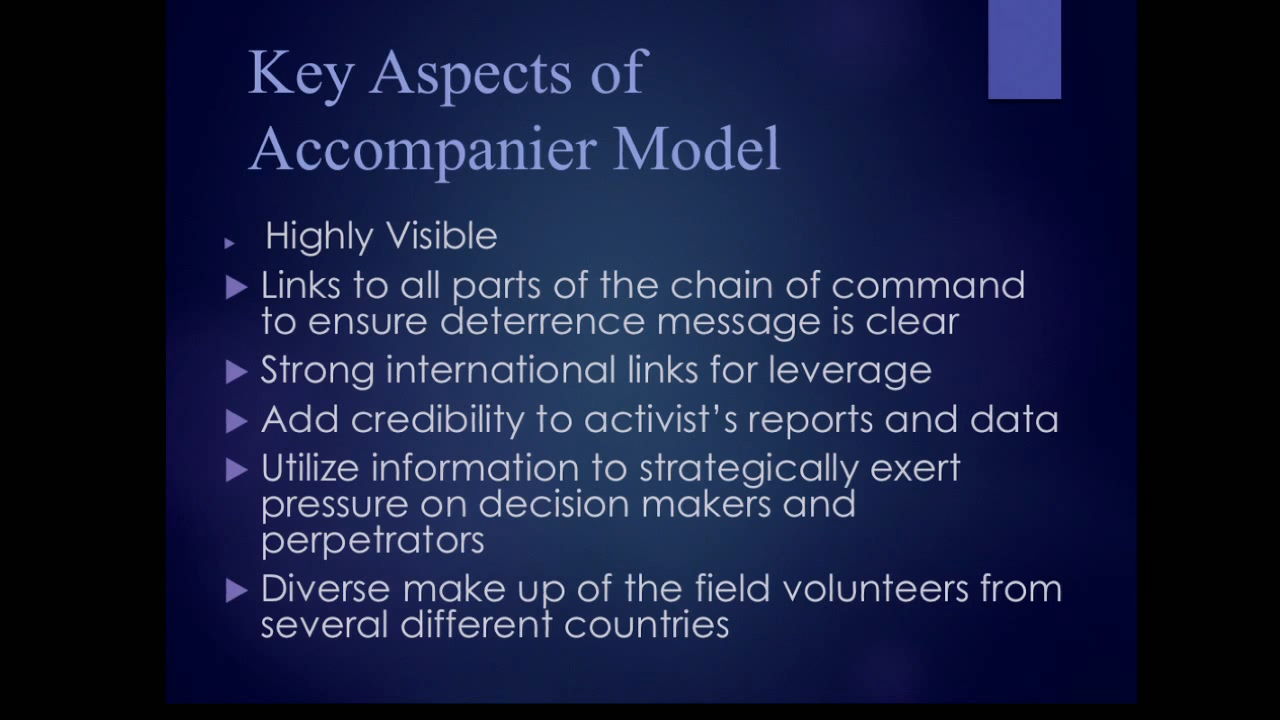 Key Aspects of
Accompanier Model
Highly Visible
Links to all parts of the chain of command
to ensure deterrence message is clear
Strong international links for leverage
Add credibility to activist’s reports and data
Utilize information to strategically exert
pressure on decision makers and
perpetrators
Diverse make up of the field volunteers from
several different countries